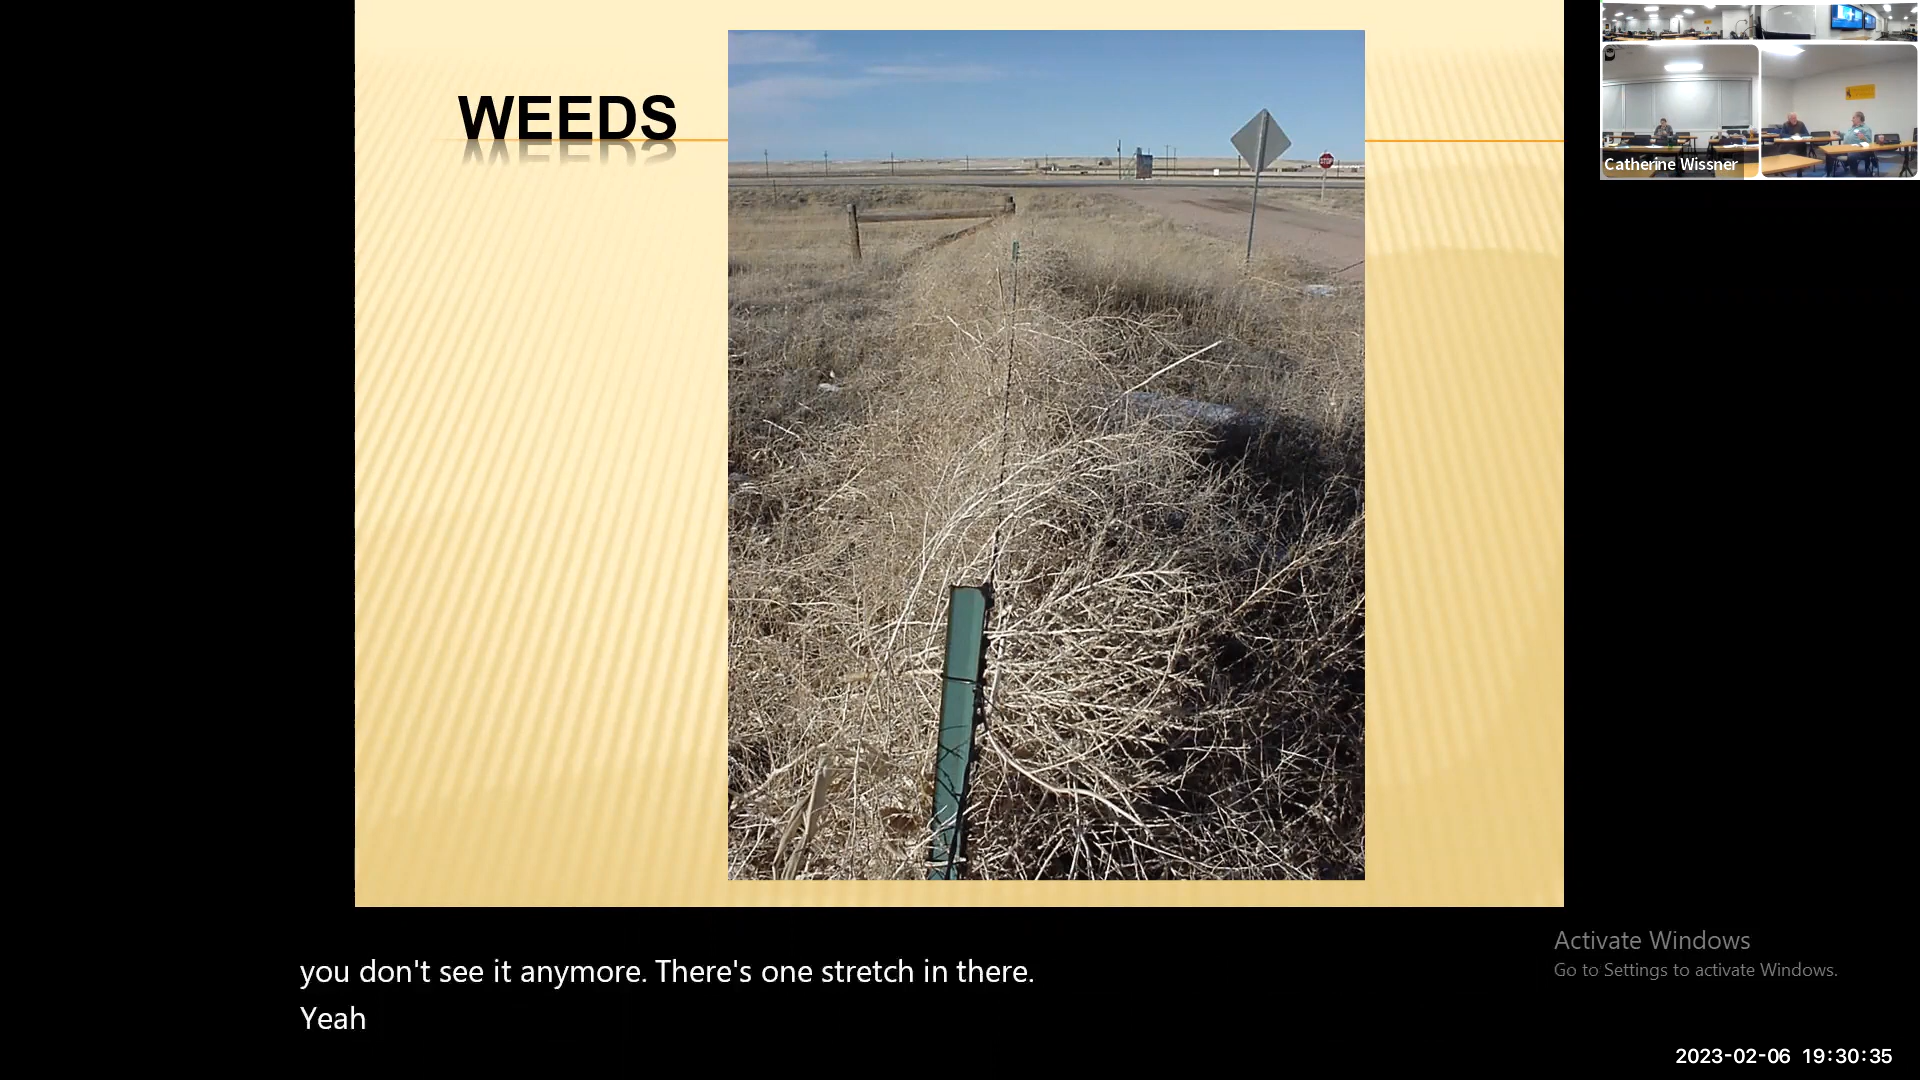 WEEDS
STOP
Catherine Wissner
you don't see it anymore. There's one stretch in there.
Yeah
Activate Windows
Go to Settings to activate Windows.
2023-02-06 19:30:35